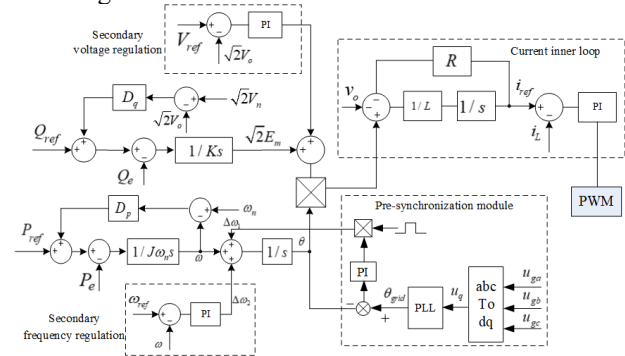 Secondary
voltage regulation
V_ref
√2V_o
PI
Current inner loop
R
v_o
1/L
1/s
i_ref
PI
i_L
PWM
D_q
√2V_n
√2V_o
Q_ref
Q_e
1/Ks
√2E_m
D_p
ω_n
P_ref
P_e
1/Jω_n s
ω
Δω_1
1/s
θ
Secondary
frequency regulation
ω_ref
ω
PI
Δω_2
Pre-synchronization module
PI
θ_grid
PLL
u_q
abc
To
dq
u_ga
u_gb
u_gc